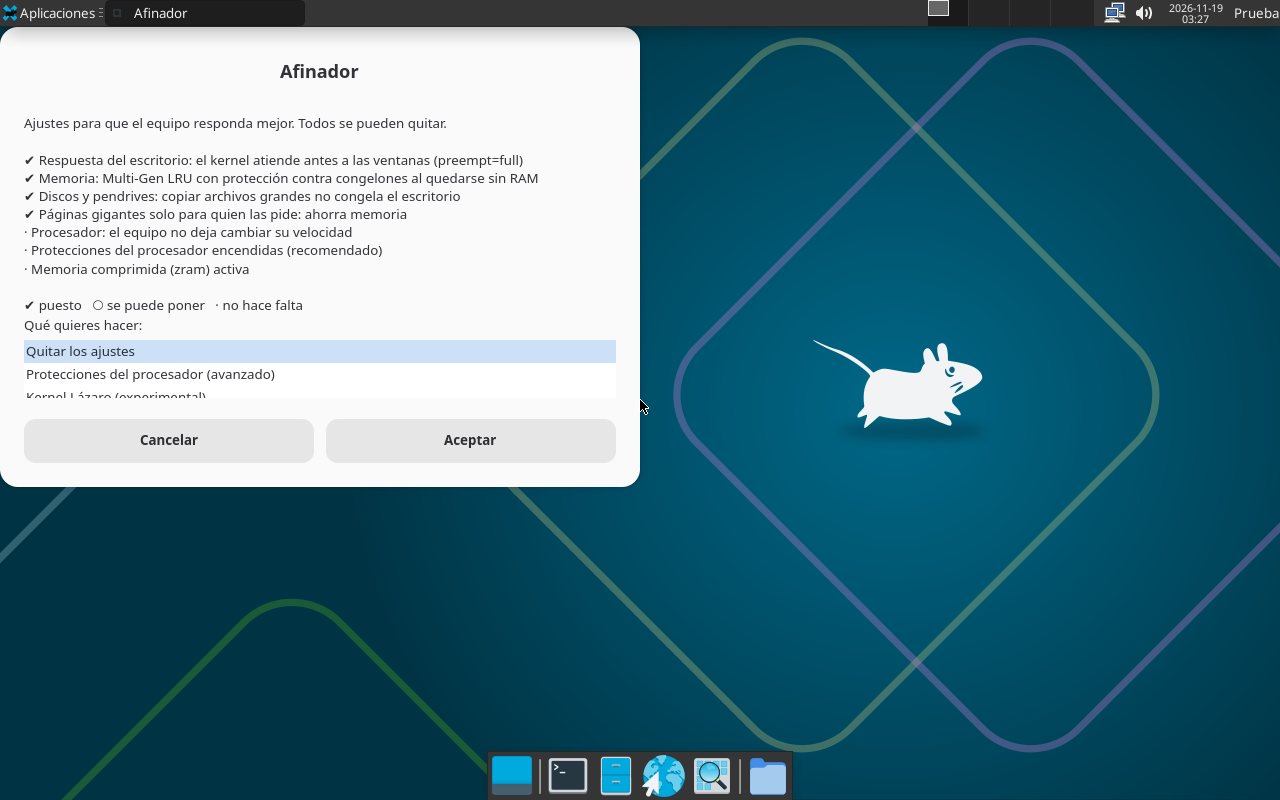 Aplicaciones
Afinador
2026-11-19
03:27
Prueba
Afinador
Ajustes para que el equipo responda mejor. Todos se pueden quitar.
✔ Respuesta del escritorio: el kernel atiende antes a las ventanas (preempt=full)
✔ Memoria: Multi-Gen LRU con protección contra congelones al quedarse sin RAM
✔ Discos y pendrives: copiar archivos grandes no congela el escritorio
✔ Páginas gigantes solo para quien las pide: ahorra memoria
· Procesador: el equipo no deja cambiar su velocidad
· Protecciones del procesador encendidas (recomendado)
· Memoria comprimida (zram) activa
✔ puesto ○ se puede poner · no hace falta
Qué quieres hacer:
Quitar los ajustes
Protecciones del procesador (avanzado)
Kernel Lázaro (experimental)
Cancelar
Aceptar